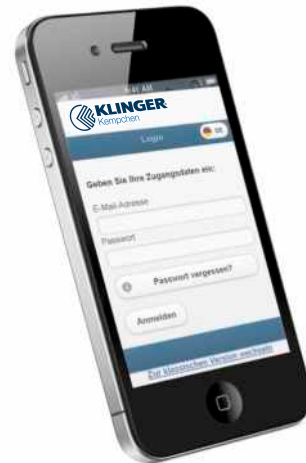 9:41 AM
KLINGER
Kempchen
Login
DE
Geben Sie Ihre Zugangsdaten ein:
E-Mail-Adresse
Passwort
Passwort vergessen?
Anmelden
Zur klassischen Version wechseln